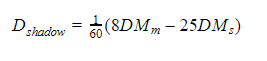 D_shadow = 1/60 (8DM_m – 25DM_s)